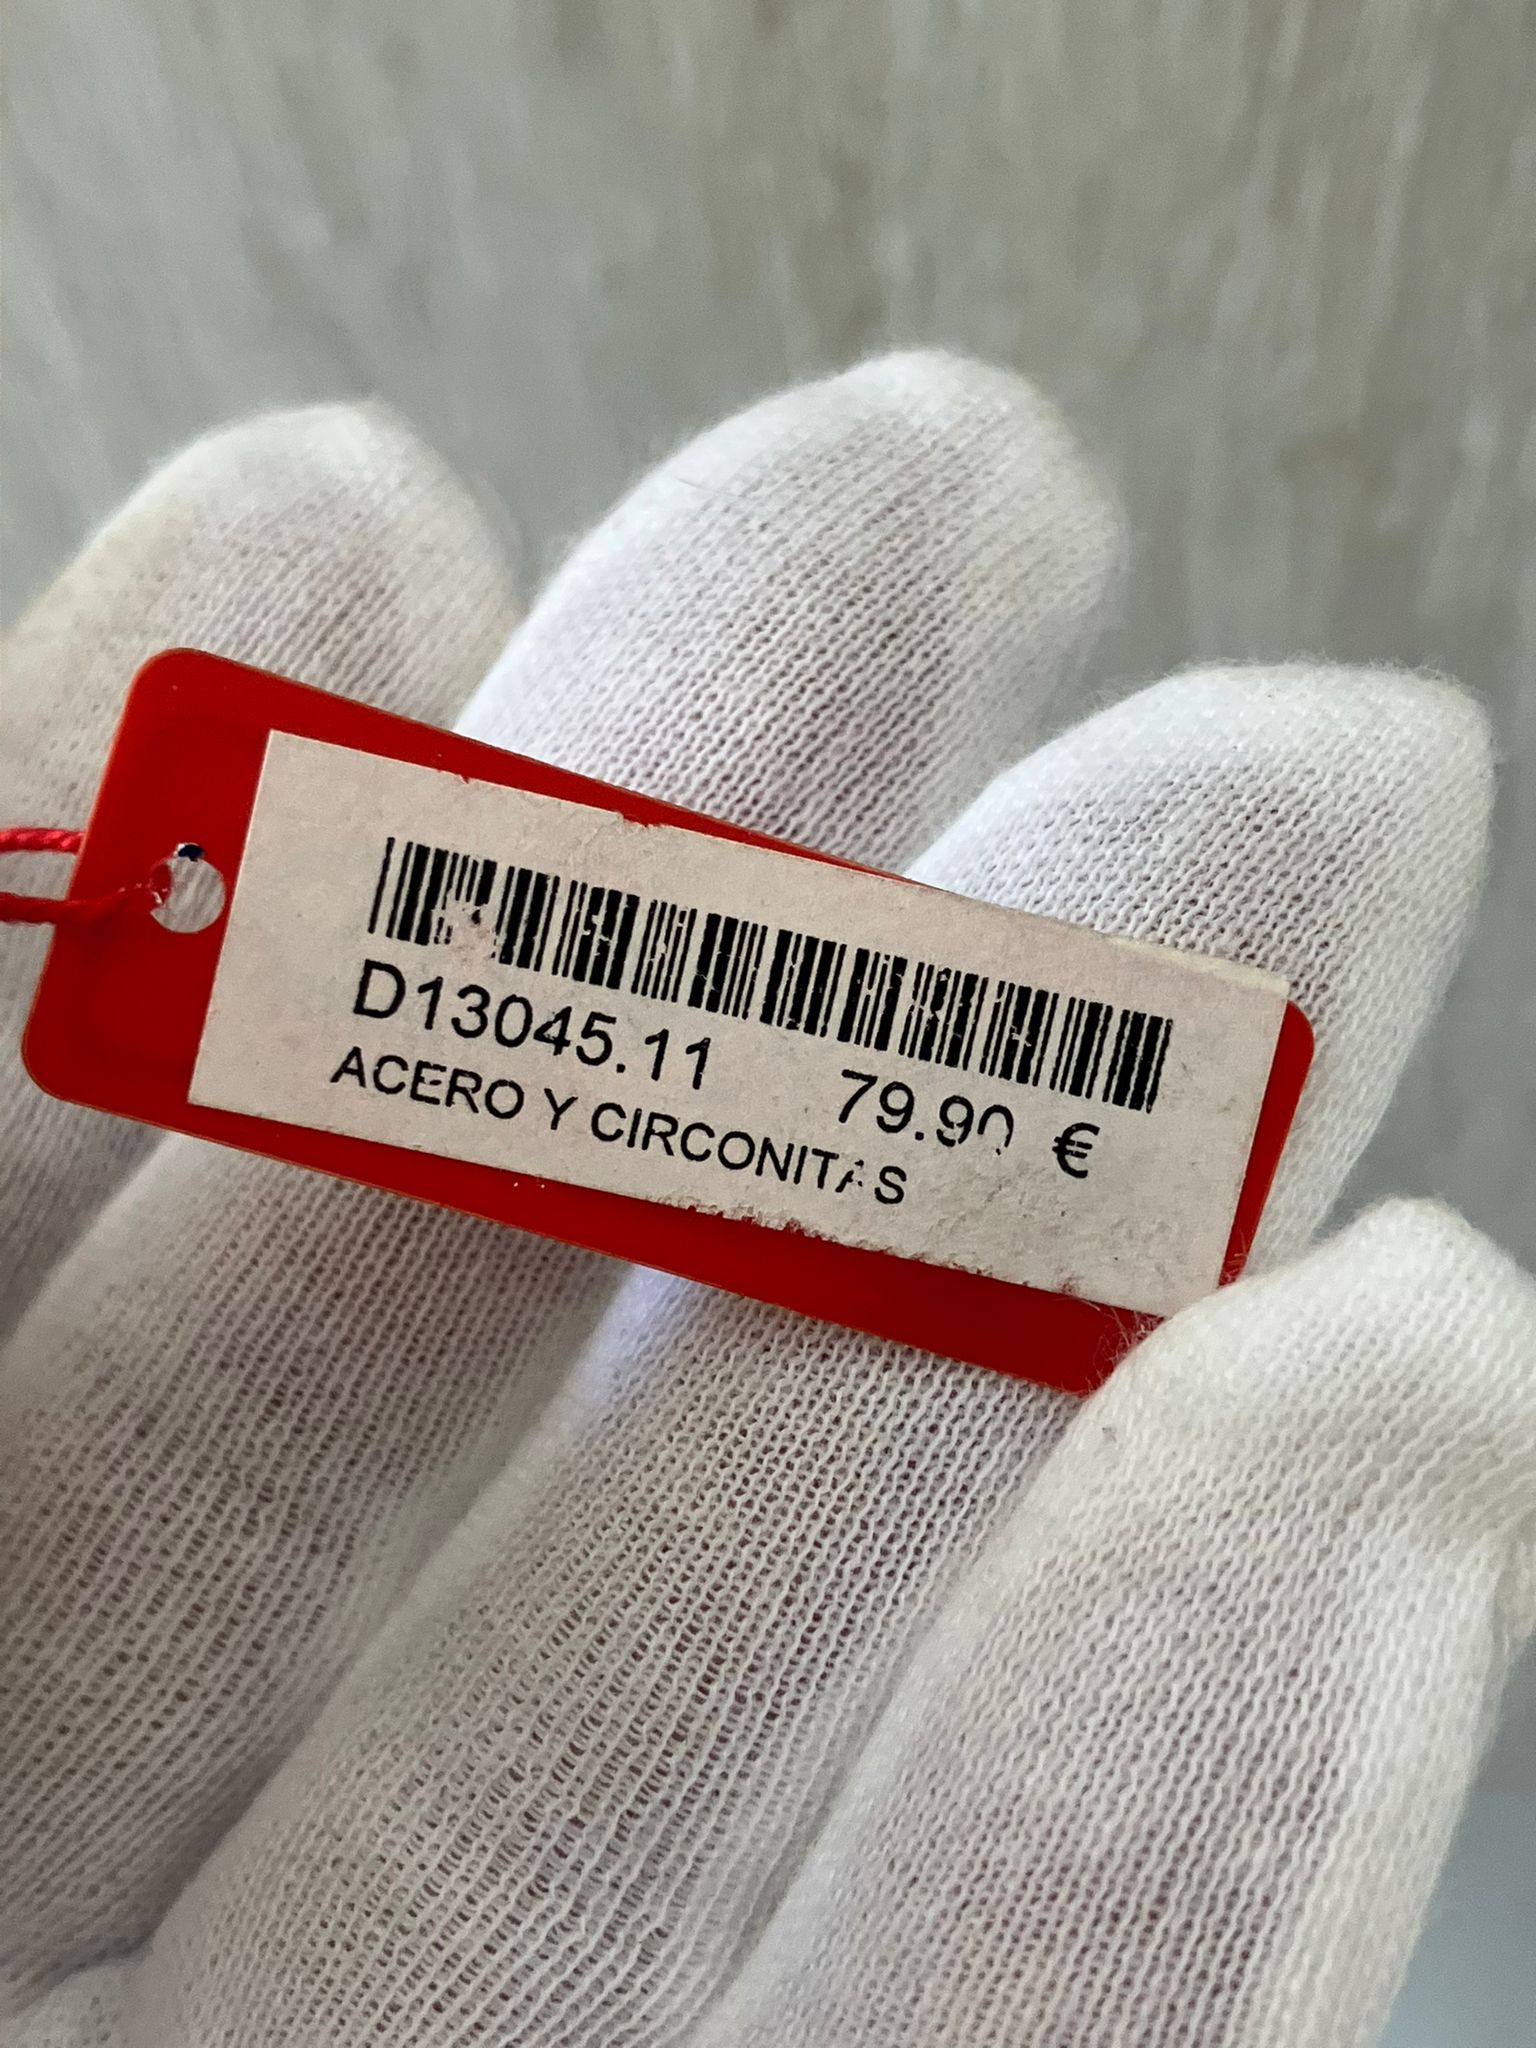 D13045.11 79.90 €
ACERO Y CIRCONITAS